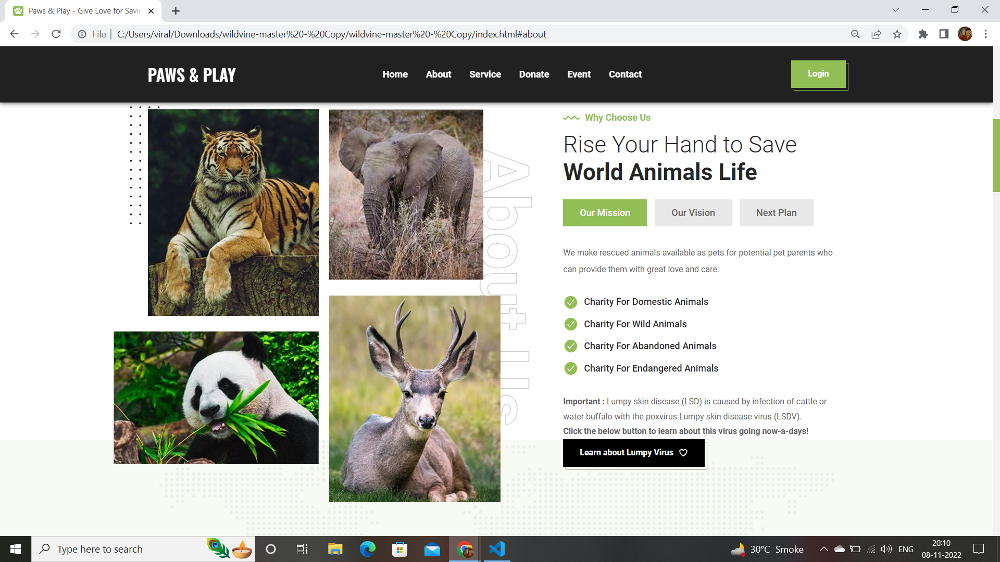 Paws & Play - Give Love for Savin
File
C:/Users/viral/Downloads/wildvine-master%20-%20Copy/wildvine-master%20-%20Copy/index.html#about
PAWS & PLAY
Home
About
Service
Donate
Event
Contact
Login
About Us
Why Choose Us
Rise Your Hand to Save
World Animals Life
Our Mission
Our Vision
Next Plan
We make rescued animals available as pets for potential pet parents who
can provide them with great love and care.
Charity For Domestic Animals
Charity For Wild Animals
Charity For Abandoned Animals
Charity For Endangered Animals
Important : Lumpy skin disease (LSD) is caused by infection of cattle or
water buffalo with the poxvirus Lumpy skin disease virus (LSDV).
Click the below button to learn about this virus going now-a-days!
Learn about Lumpy Virus
Type here to search
30°C Smoke
ENG
20:10
08-11-2022